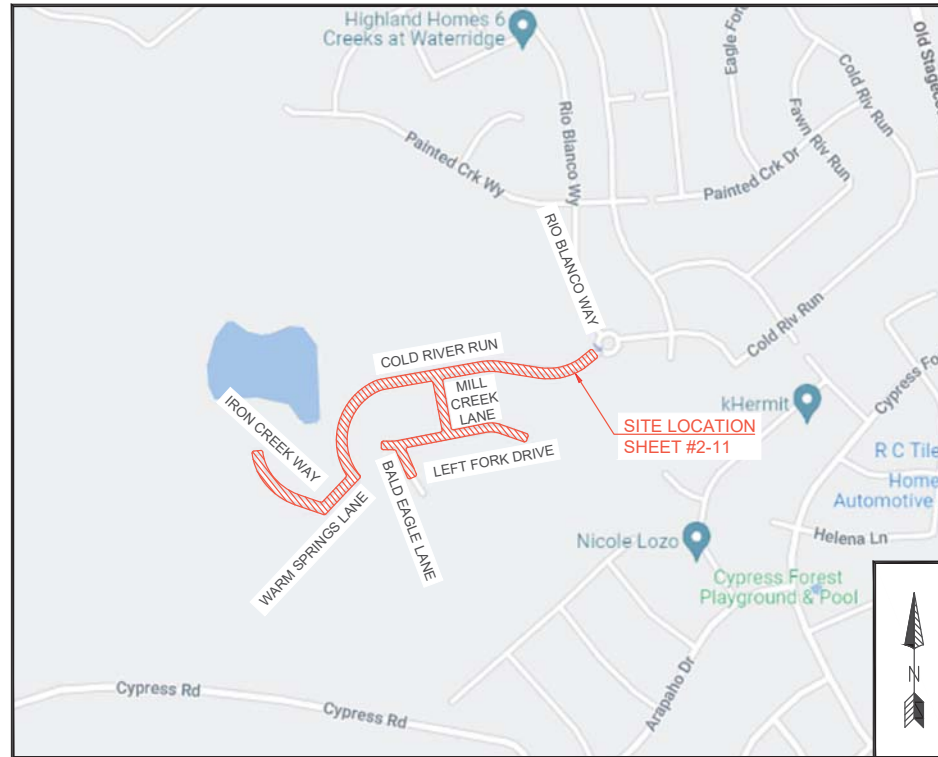 Highland Homes 6
Creeks at Waterridge
Eagle For
Cold Riv Run
Old Stagec
Rio Blanco Wy
Fawn Riv Run
Painted Crk Wy
Painted Crk Dr
RIO BLANCO WAY
Cold Riv Run
COLD RIVER RUN
MILL
CREEK
LANE
kHermit
Cypress Fo
IRON CREEK WAY
SITE LOCATION
SHEET #2-11
LEFT FORK DRIVE
BALD EAGLE LANE
WARM SPRINGS LANE
R C Tile
Home
Automotive
Nicole Lozo
Helena Ln
Cypress Forest
Playground & Pool
Arapaho Dr
Cypress Rd
Cypress Rd
N